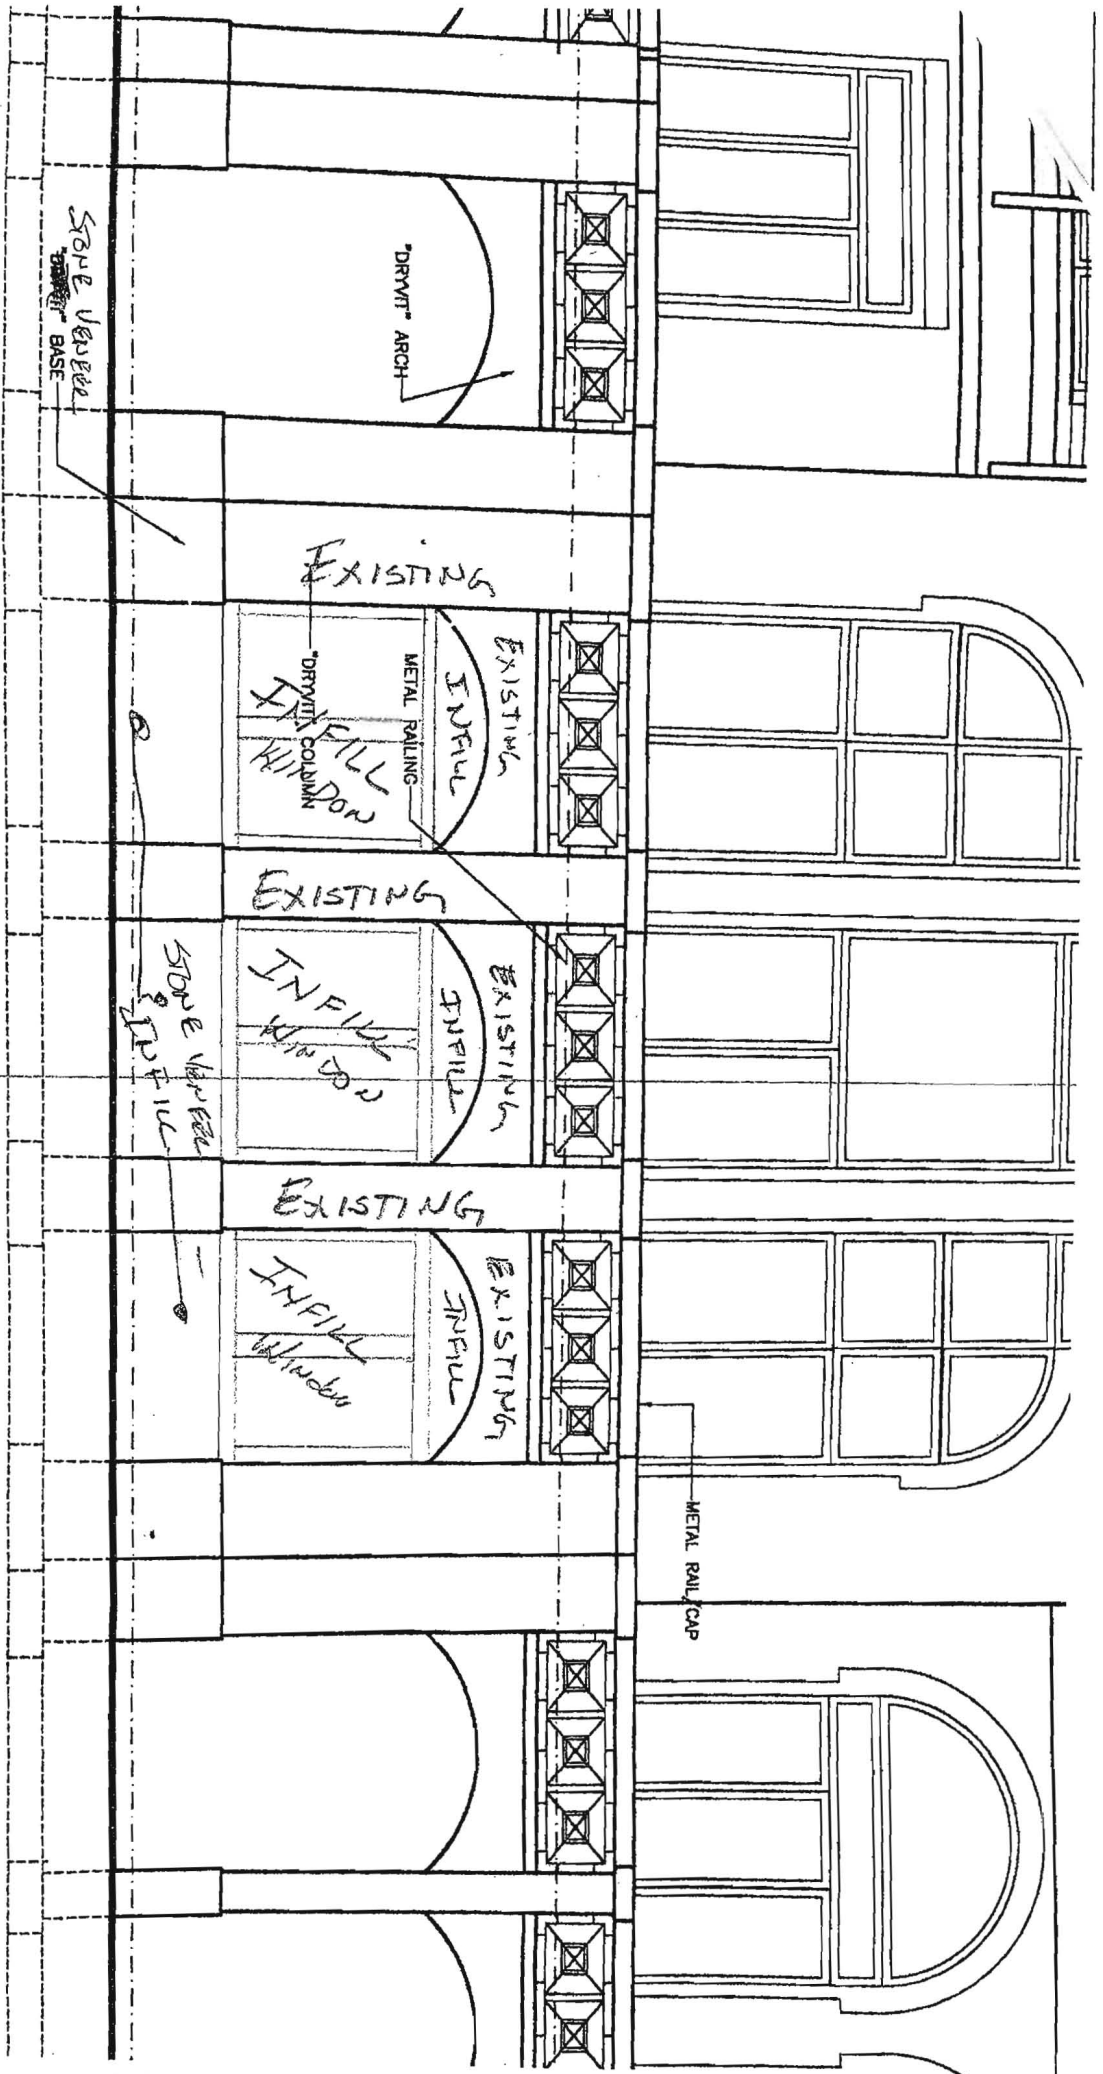 STONE VENEER
" " BASE
"DRYVIT" ARCH
EXISTING
"DRYVIT" COLUMN
METAL RAILING
EXISTING
INFILL
INFILL
WINDOW
EXISTING
EXISTING
INFILL
INFILL
WINDOW
EXISTING
EXISTING
INFILL
INFILL
Window
STONE VENEER
INFILL
METAL RAIL/CAP